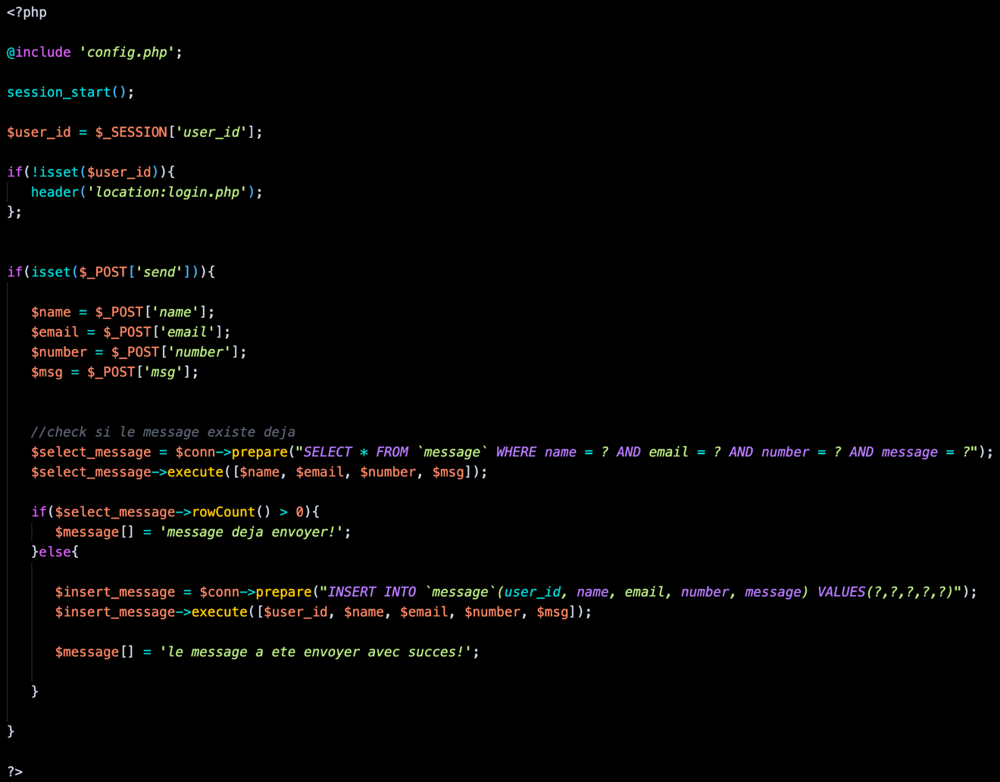 <?php
@include 'config.php';
session_start();
$user_id = $_SESSION['user_id'];
if(!isset($user_id)){
   header('location:login.php');
};
if(isset($_POST['send'])){
   $name = $_POST['name'];
   $email = $_POST['email'];
   $number = $_POST['number'];
   $msg = $_POST['msg'];
   //check si le message existe deja
   $select_message = $conn->prepare("SELECT * FROM `message` WHERE name = ? AND email = ? AND number = ? AND message = ?");
   $select_message->execute([$name, $email, $number, $msg]);
   if($select_message->rowCount() > 0){
      $message[] = 'message deja envoyer!';
   }else{
      $insert_message = $conn->prepare("INSERT INTO `message`(user_id, name, email, number, message) VALUES(?,?,?,?,?)");
      $insert_message->execute([$user_id, $name, $email, $number, $msg]);
      $message[] = 'le message a ete envoyer avec succes!';
   }
}
?>